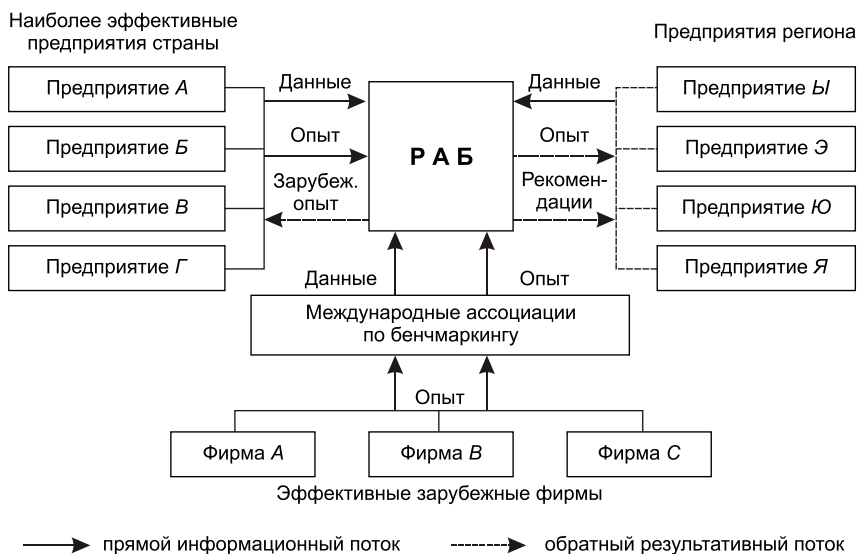 Наиболее эффективные
предприятия страны
Предприятие А
Предприятие Б
Предприятие В
Предприятие Г
Данные
Опыт
Зарубеж.
опыт
Р А Б
Предприятия региона
Данные
Опыт
Рекомен-
дации
Предприятие Ы
Предприятие Э
Предприятие Ю
Предприятие Я
Данные
Опыт
Международные ассоциации
по бенчмаркингу
Опыт
Фирма A
Фирма B
Фирма C
Эффективные зарубежные фирмы
прямой информационный поток
обратный результативный поток